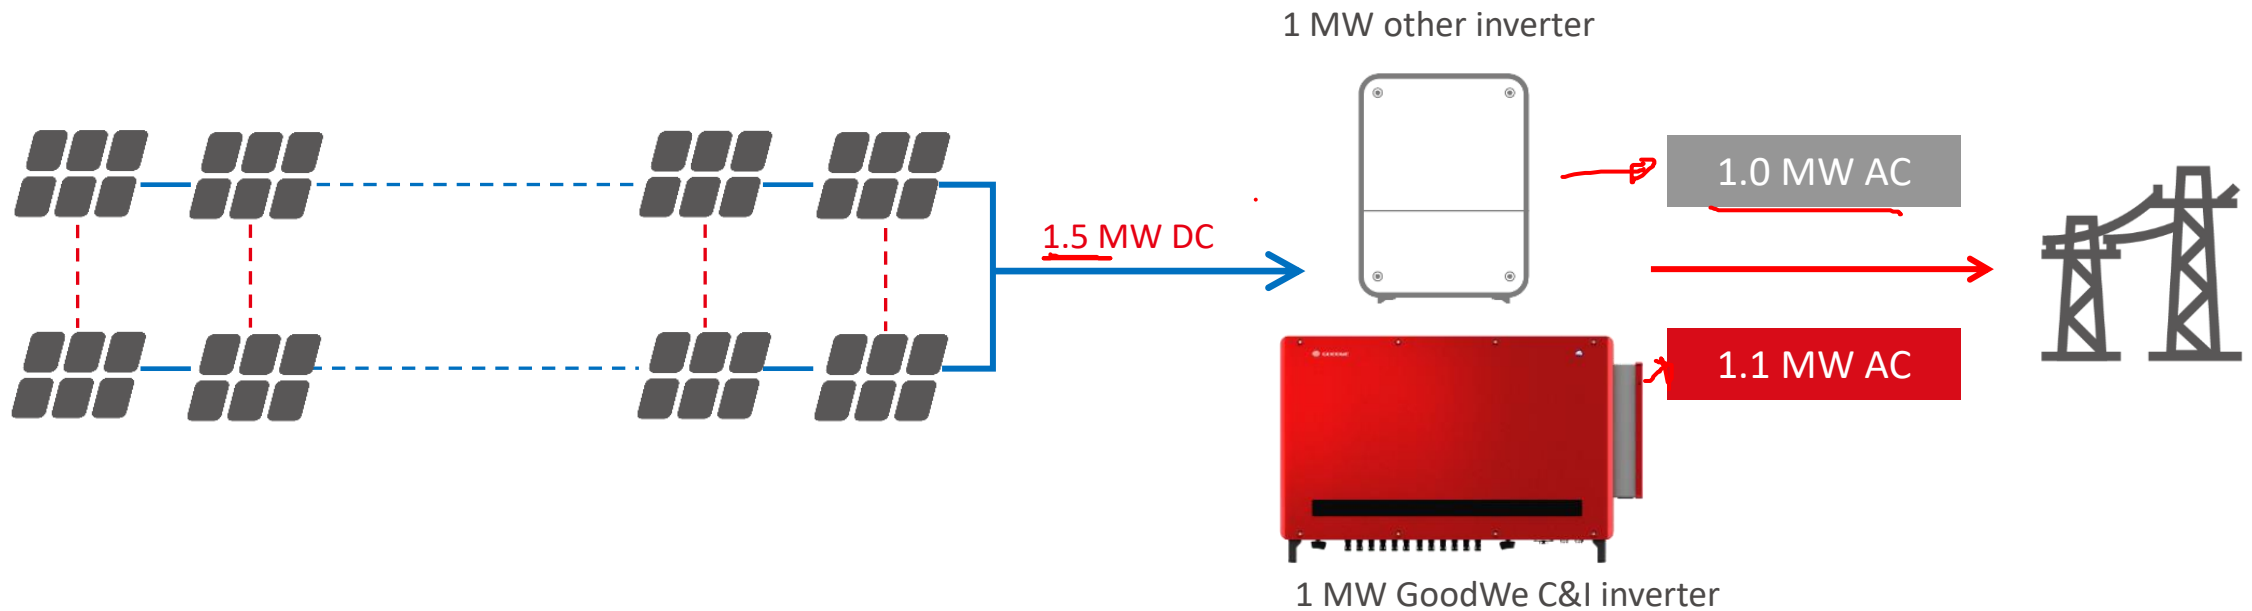 1 MW other inverter
1.0 MW AC
1.5 MW DC
GOODWE
1.1 MW AC
1 MW GoodWe C&I inverter